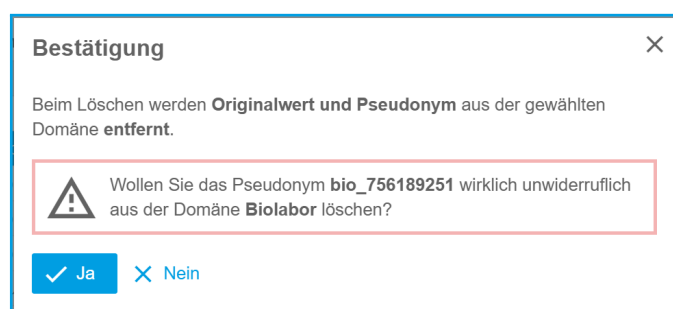 Bestätigung
Beim Löschen werden Originalwert und Pseudonym aus der gewählten
Domäne entfernt.
Wollen Sie das Pseudonym bio_756189251 wirklich unwiderruflich
aus der Domäne Biolabor löschen?
Ja
Nein